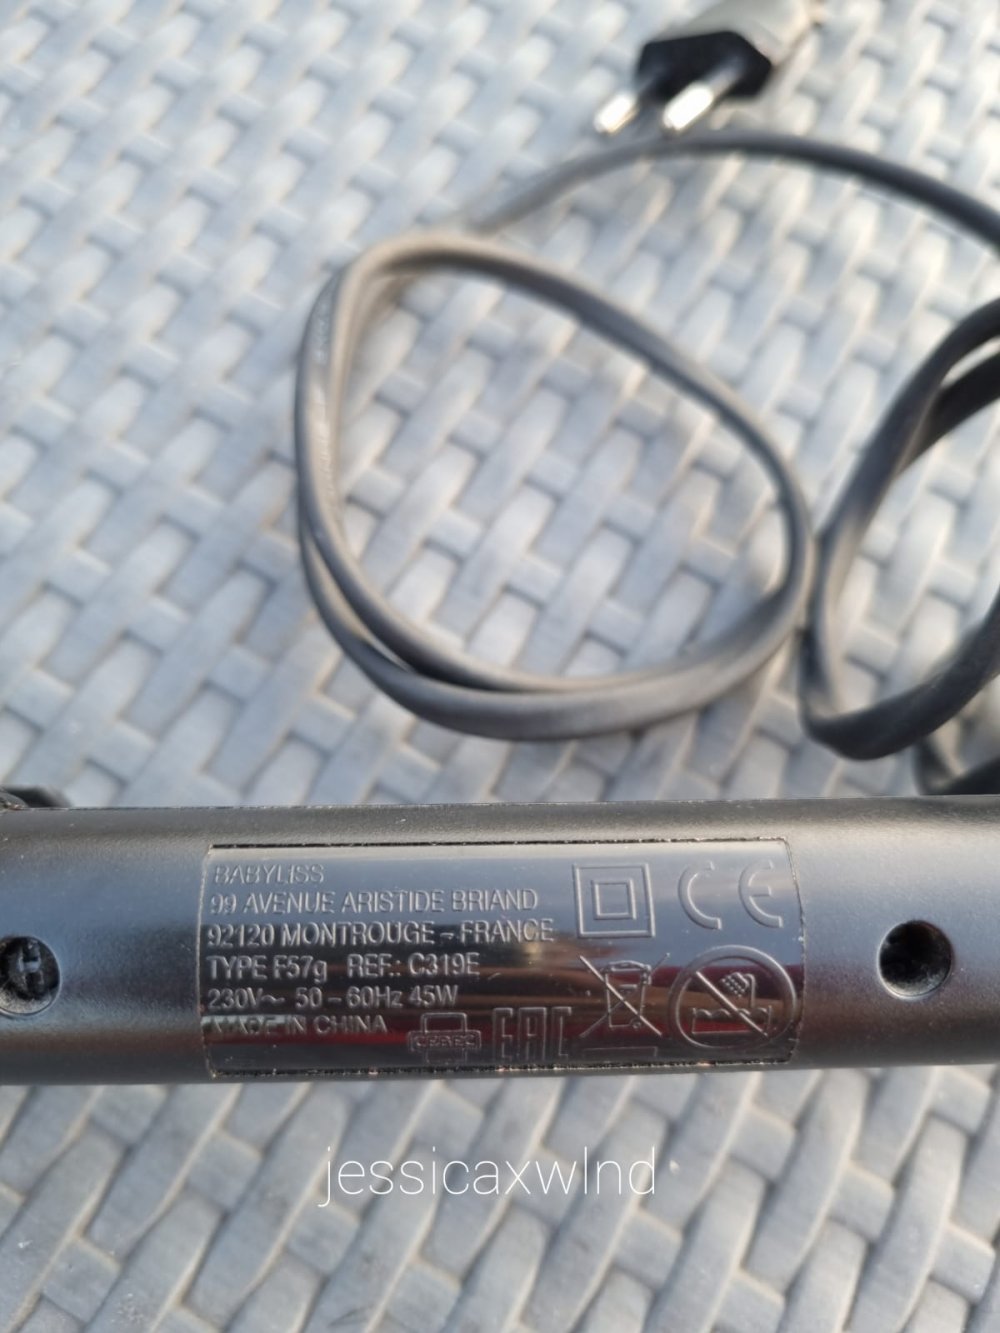 BABYLISS
99 AVENUE ARISTIDE BRIAND
92120 MONTROUGE - FRANCE
TYPE F57g REF.: C319E
230V~ 50 - 60Hz 45W
MADE IN CHINA
CE
EAC
jessicaxwlnd